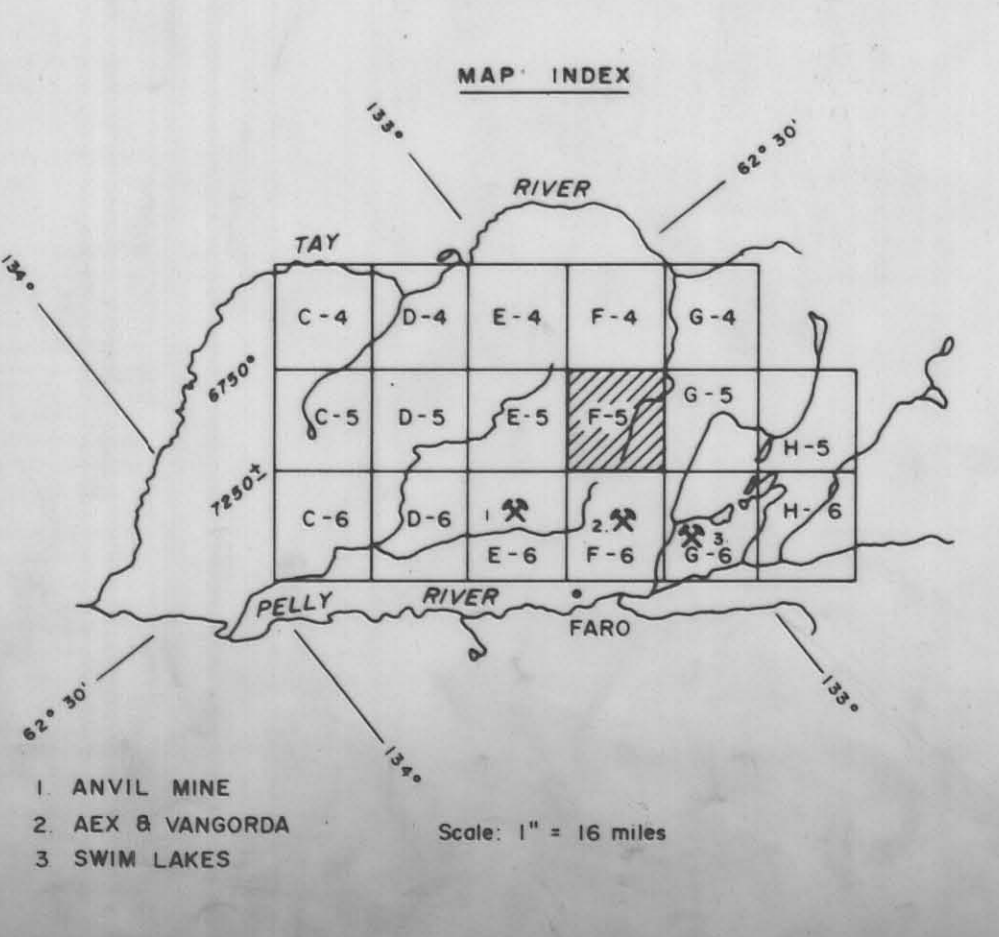 MAP INDEX
133°
62° 30'
RIVER
TAY
134°
C-4
D-4
E-4
F-4
G-4
6750°
C-5
D-5
E-5
F-5
G-5
H-5
7250±
C-6
D-6
1
E-6
2.
F-6
3
G-6
H-6
PELLY
RIVER
FARO
62° 30'
134°
133°
1. ANVIL MINE
2. AEX & VANGORDA
3 SWIM LAKES
Scale: 1" = 16 miles